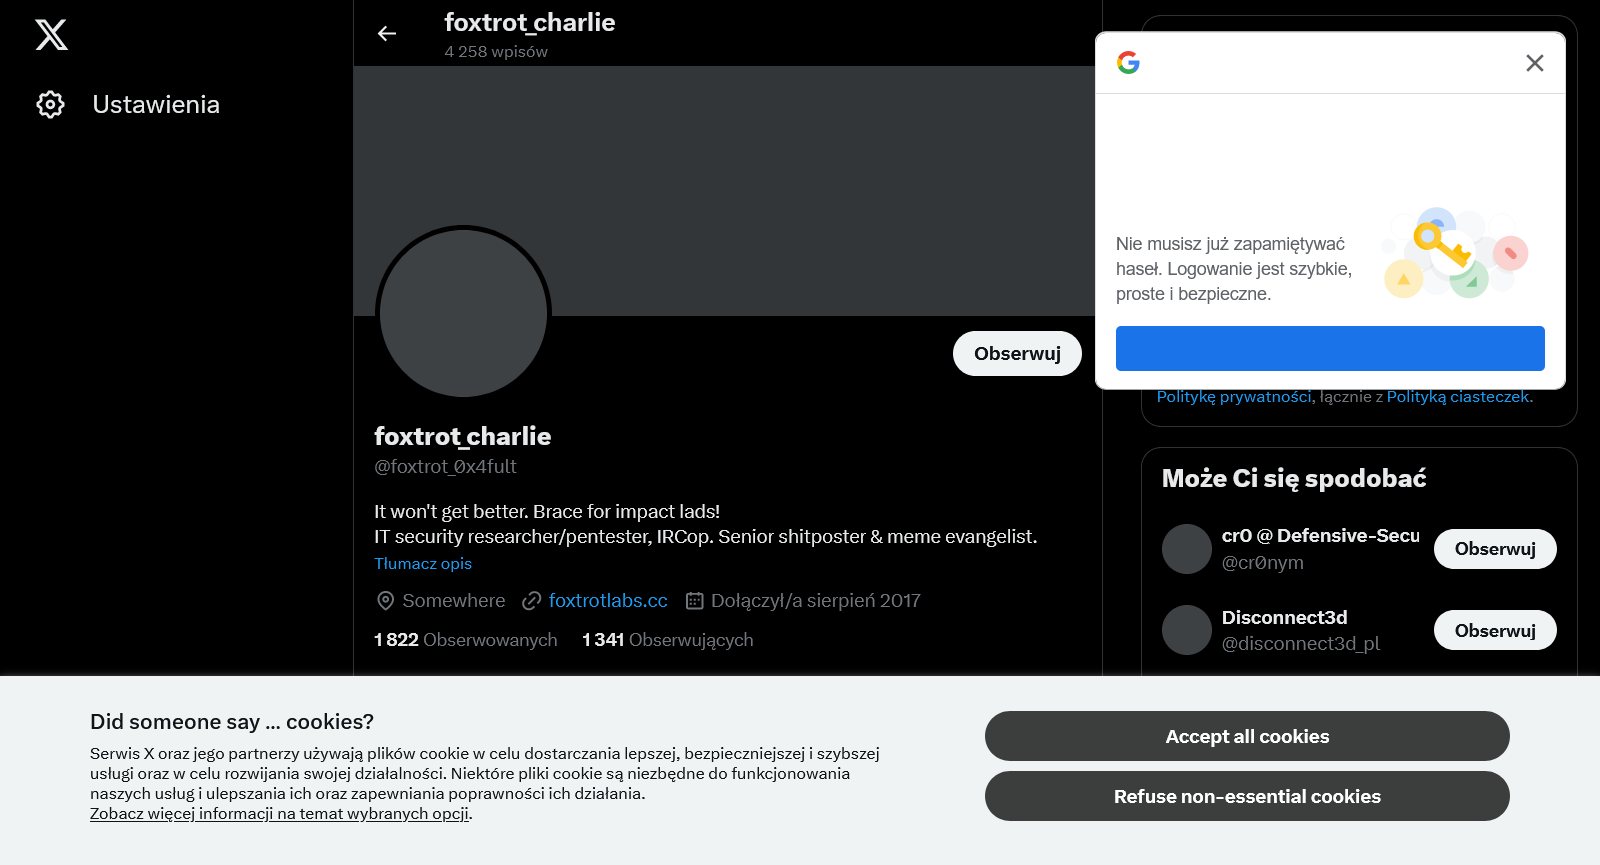 Ustawienia
foxtrot_charlie
4 258 wpisów
Nie musisz już zapamiętywać
haseł. Logowanie jest szybkie,
proste i bezpieczne.
Obserwuj
foxtrot_charlie
@foxtrot_0x4fult
It won't get better. Brace for impact lads!
IT security researcher/pentester, IRCop. Senior shitposter & meme evangelist.
Tłumacz opis
Somewhere foxtrotlabs.cc Dołączył/a sierpień 2017
1 822 Obserwowanych 1 341 Obserwujących
Politykę prywatności, łącznie z Polityką ciasteczek.
Może Ci się spodobać
cr0 @ Defensive-Secu
@cr0nym
Obserwuj
Disconnect3d
@disconnect3d_pl
Obserwuj
Did someone say … cookies?
Serwis X oraz jego partnerzy używają plików cookie w celu dostarczania lepszej, bezpieczniejszej i szybszej
usługi oraz w celu rozwijania swojej działalności. Niektóre pliki cookie są niezbędne do funkcjonowania
naszych usług i ulepszania ich oraz zapewniania poprawności ich działania.
Zobacz więcej informacji na temat wybranych opcji.
Accept all cookies
Refuse non-essential cookies